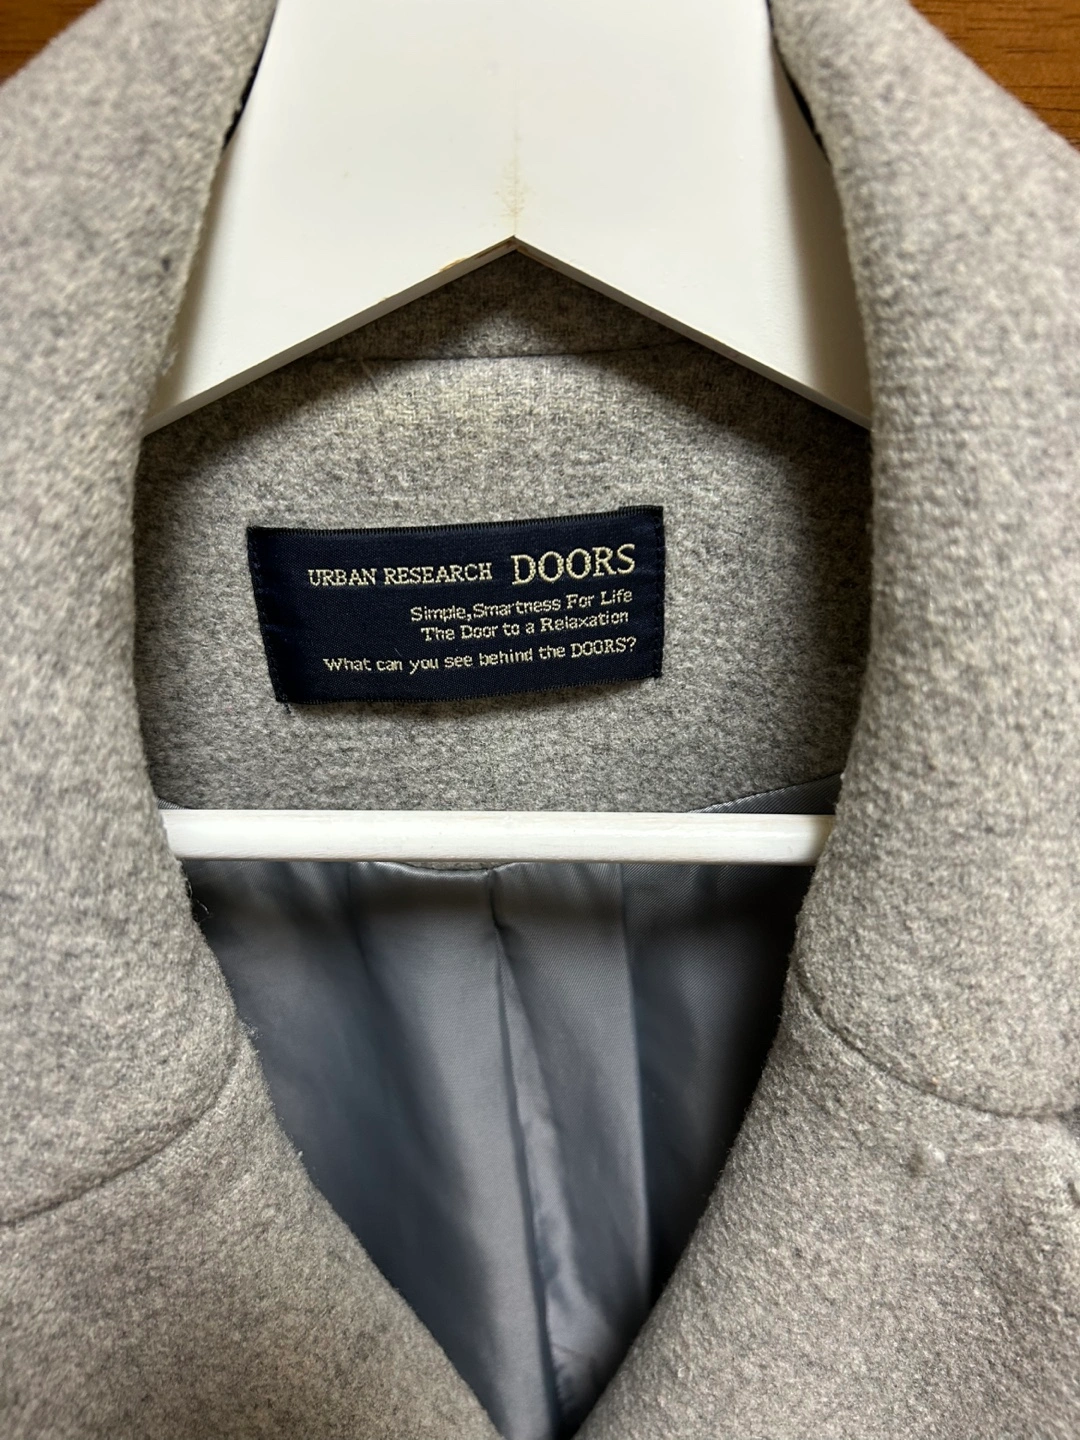 URBAN RESEARCH DOORS
Simple,Smartness For Life
The Door to a Relaxation
What can you see behind the DOORS?